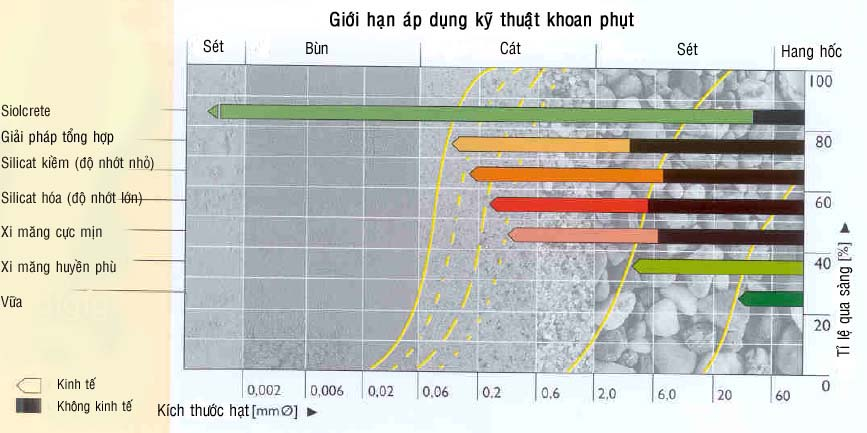 Giới hạn áp dụng kỹ thuật khoan phụt
Sét Bùn Cát Sét Hang hốc
100
Siolcrete
Giải pháp tổng hợp
80
Silicat kiềm (độ nhớt nhỏ)
Silicat hóa (độ nhớt lớn)
60
Xi măng cực mịn
Xi măng huyền phù
40
Vữa
20
0
Tỉ lệ qua sàng [%]
Kinh tế
Không kinh tế
0,002 0,006 0,02 0,06 0,2 0,6 2,0 6,0 20 60
Kích thước hạt [mm Ø]